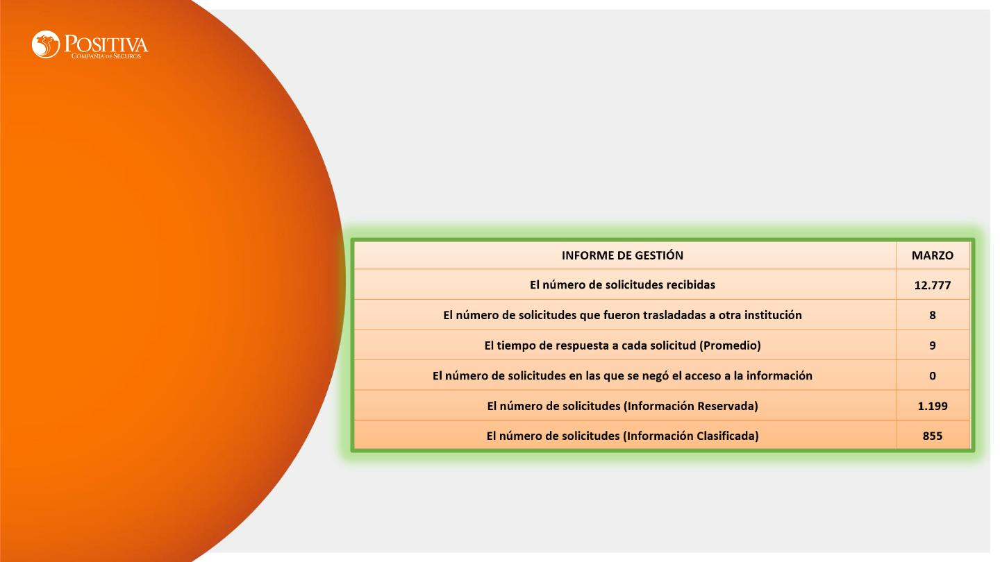 POSITIVA
COMPAÑIA DE SEGUROS
INFORME DE GESTIÓN MARZO
El número de solicitudes recibidas 12.777
El número de solicitudes que fueron trasladadas a otra institución 8
El tiempo de respuesta a cada solicitud (Promedio) 9
El número de solicitudes en las que se negó el acceso a la información 0
El número de solicitudes (Información Reservada) 1.199
El número de solicitudes (Información Clasificada) 855